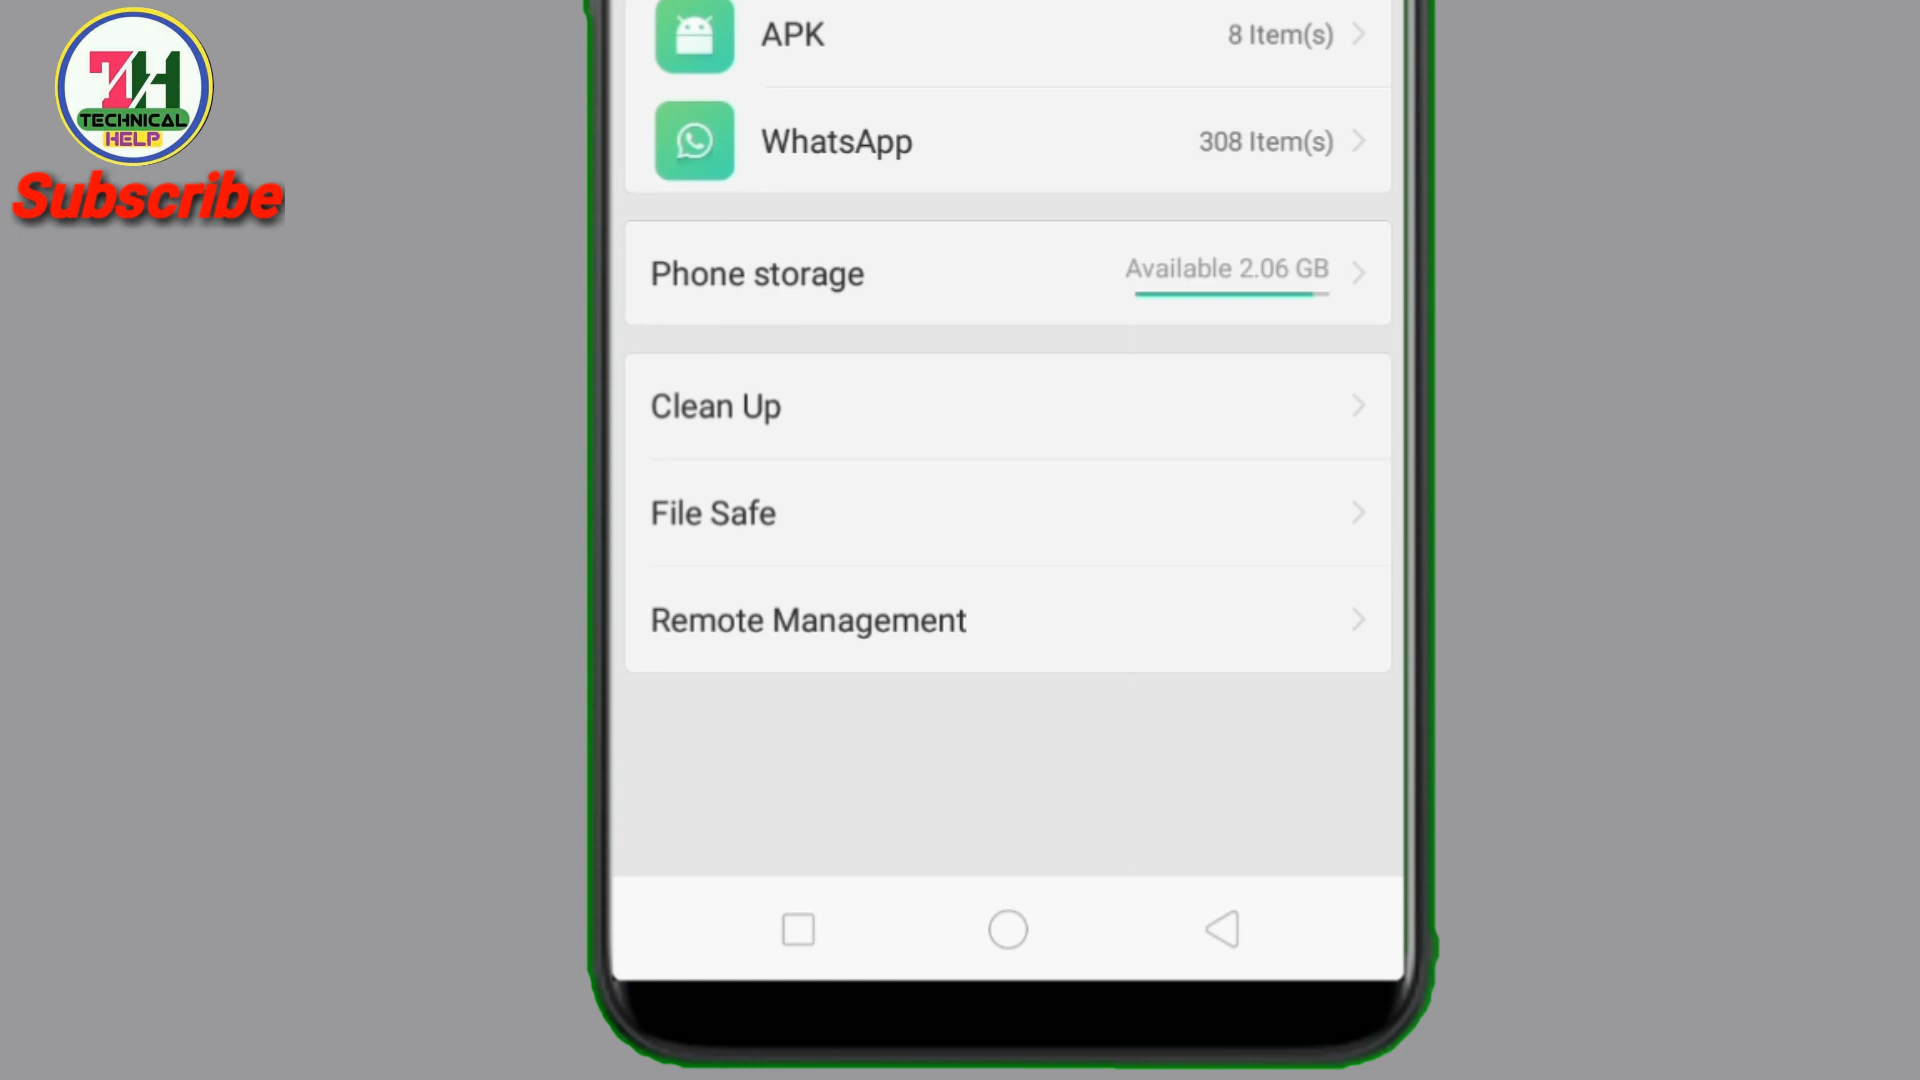 TH
TECHNICAL
HELP
Subscribe
APK 8 Item(s)
WhatsApp 308 Item(s)
Phone storage Available 2.06 GB
Clean Up
File Safe
Remote Management